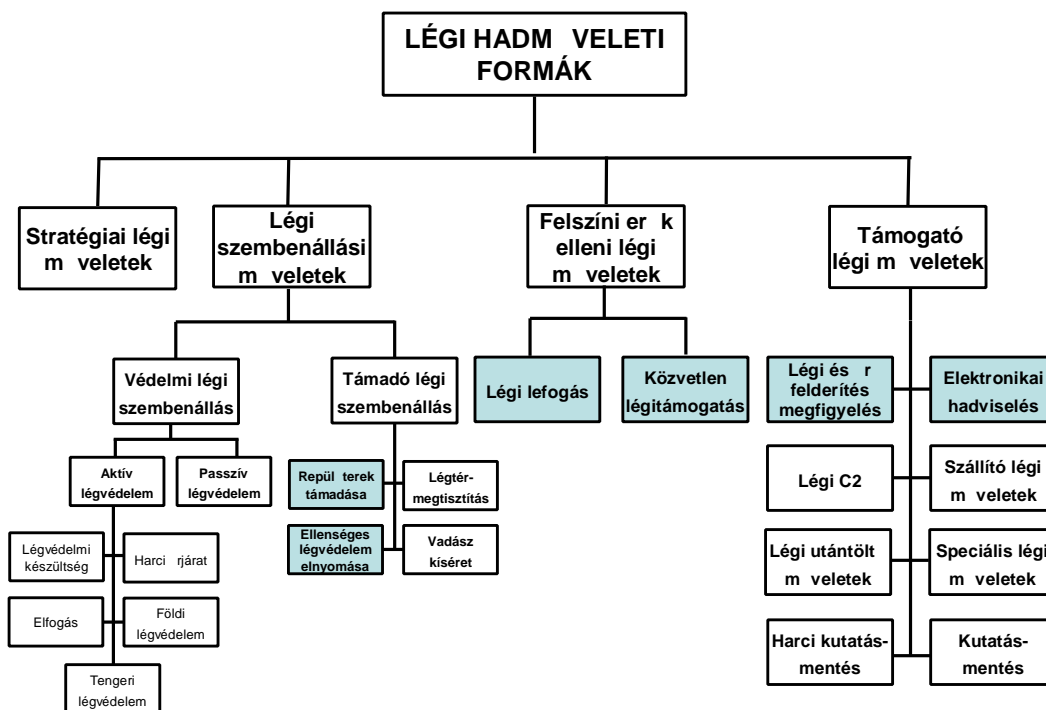 LÉGI HADM VELETI
FORMÁK
Stratégiai légi
m veletek
Légi
szembenállási
m veletek
Felszíni er k
elleni légi
m veletek
Támogató
légi m veletek
Védelmi légi
szembenállás
Támadó légi
szembenállás
Légi lefogás
Közvetlen
légitámogatás
Légi és r
felderítés
megfigyelés
Elektronikai
hadviselés
Aktív
légvédelem
Passzív
légvédelem
Repül terek
támadása
Légtér-
megtisztítás
Légi C2
Szállító légi
m veletek
Légvédelmi
készültség
Harci rjárat
Ellenséges
légvédelem
elnyomása
Vadász
kíséret
Légi utántölt
m veletek
Speciális légi
m veletek
Elfogás
Földi
légvédelem
Harci kutatás-
mentés
Kutatás-
mentés
Tengeri
légvédelem